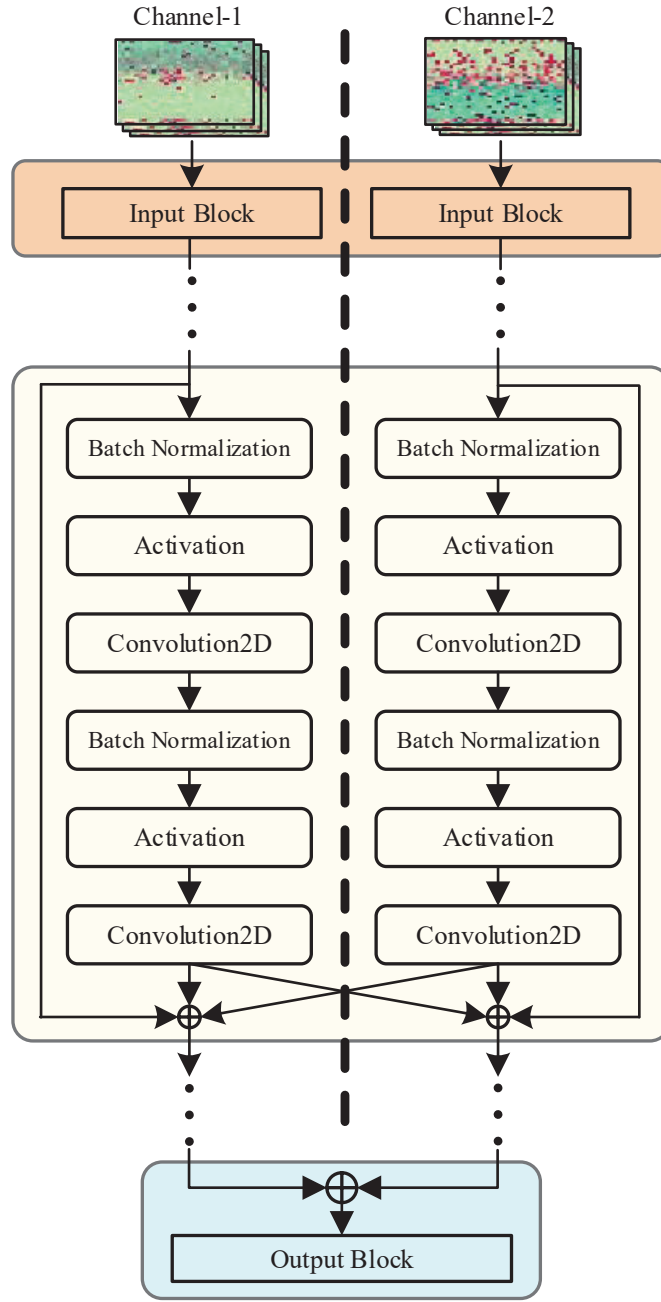 Channel-1
Channel-2
Input Block
Input Block
Batch Normalization
Batch Normalization
Activation
Activation
Convolution2D
Convolution2D
Batch Normalization
Batch Normalization
Activation
Activation
Convolution2D
Convolution2D
Output Block